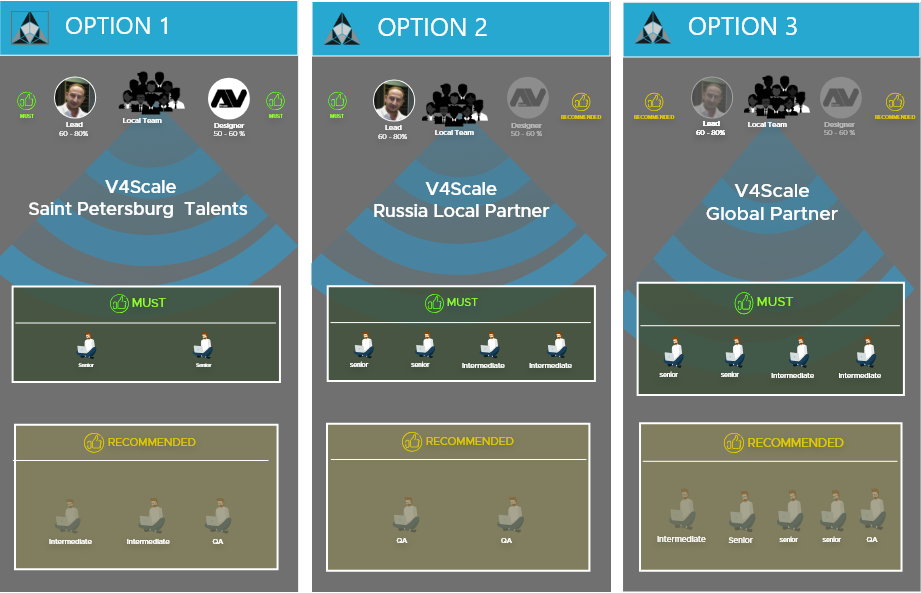 OPTION 1
MUST
Lead
60 - 80%
Local Team
AV
Designer
50 - 60 %
MUST
V4Scale
Saint Petersburg Talents
MUST
Senior
Senior
RECOMMENDED
Intermediate
Intermediate
QA
OPTION 2
MUST
Lead
60 - 80%
Local Team
AV
Designer
50 - 60 %
RECOMMENDED
V4Scale
Russia Local Partner
MUST
senior
senior
Intermediate
Intermediate
RECOMMENDED
QA
QA
OPTION 3
RECOMMENDED
Lead
60 - 80%
Local Team
AV
Designer
50 - 60 %
RECOMMENDED
V4Scale
Global Partner
MUST
senior
senior
Intermediate
Intermediate
RECOMMENDED
Intermediate
Senior
senior
senior
QA